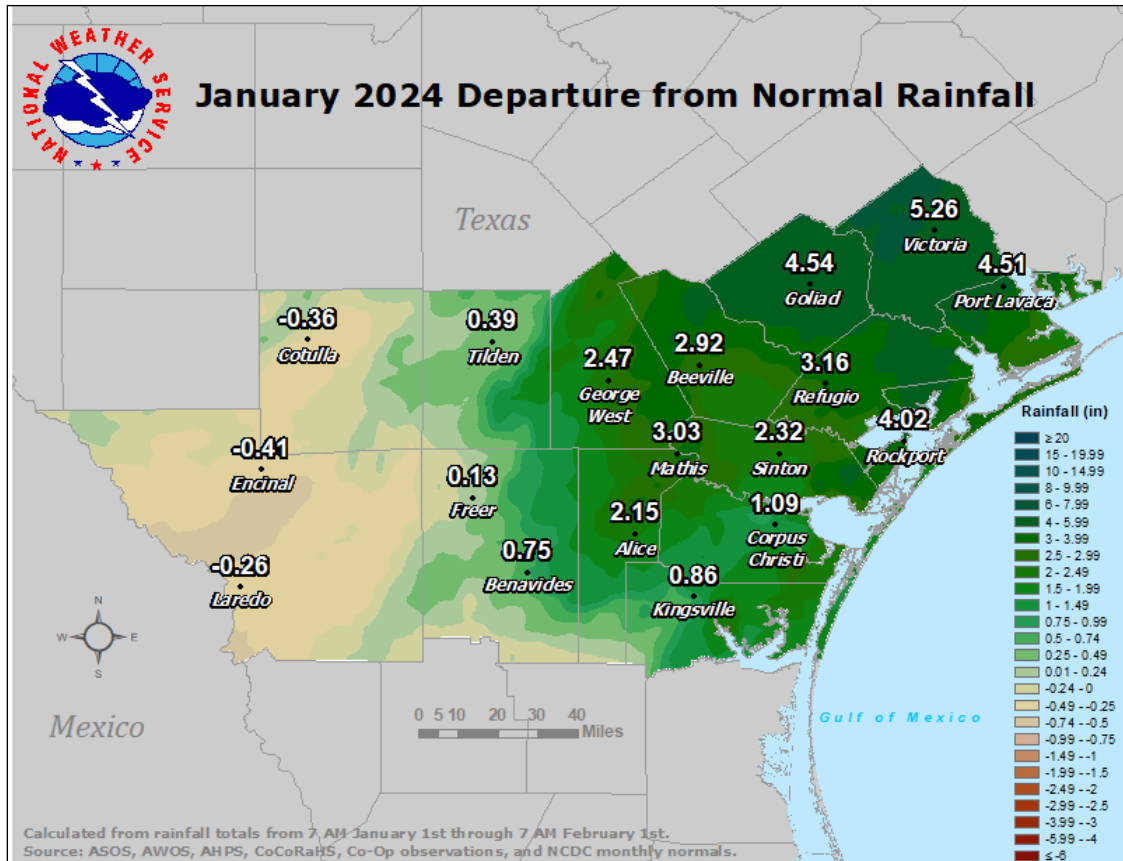 NATIONAL WEATHER SERVICE
January 2024 Departure from Normal Rainfall
Texas
5.26
Victoria
4.54
Goliad
4.51
Port Lavaca
-0.36
Cotulla
0.39
Tilden
2.47
George
West
2.92
Beeville
3.16
Refugio
4.02
Rockport
-0.41
Encinal
0.13
Freer
3.03
Mathis
2.32
Sinton
2.15
Alice
1.09
Corpus
Christi
-0.26
Laredo
0.75
Benavides
0.86
Kingsville
Rainfall (in)
≥ 20
15 - 19.99
10 - 14.99
8 - 9.99
6 - 7.99
4 - 5.99
3 - 3.99
2.5 - 2.99
2 - 2.49
1.5 - 1.99
1 - 1.49
0.75 - 0.99
0.5 - 0.74
0.25 - 0.49
0.01 - 0.24
-0.24 - 0
-0.49 - -0.25
-0.74 - -0.5
-0.99 - -0.75
-1.49 - -1
-1.99 - -1.5
-2.49 - -2
-2.99 - -2.5
-3.99 - -3
-5.99 - -4
≤ -6
N
W E
S
Mexico
0 5 10 20 30 40
Miles
Gulf of Mexico
Calculated from rainfall totals from 7 AM January 1st through 7 AM February 1st.
Source: ASOS, AWOS, AHPS, CoCoRaHS, Co-Op observations, and NCDC monthly normals.